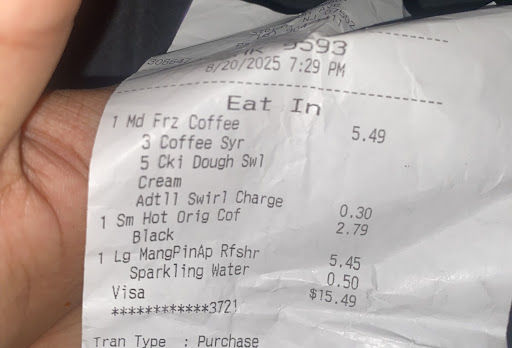 308642
8/20/2025 7:29 PM
Eat In
1 Md Frz Coffee 5.49
3 Coffee Syr
5 Cki Dough Swl
Cream
Adtll Swirl Charge 0.30
1 Sm Hot Orig Cof 2.79
Black
1 Lg MangPinAp Rfshr 5.45
Sparkling Water 0.50
Visa $15.49
************3721
Tran Type : Purchase